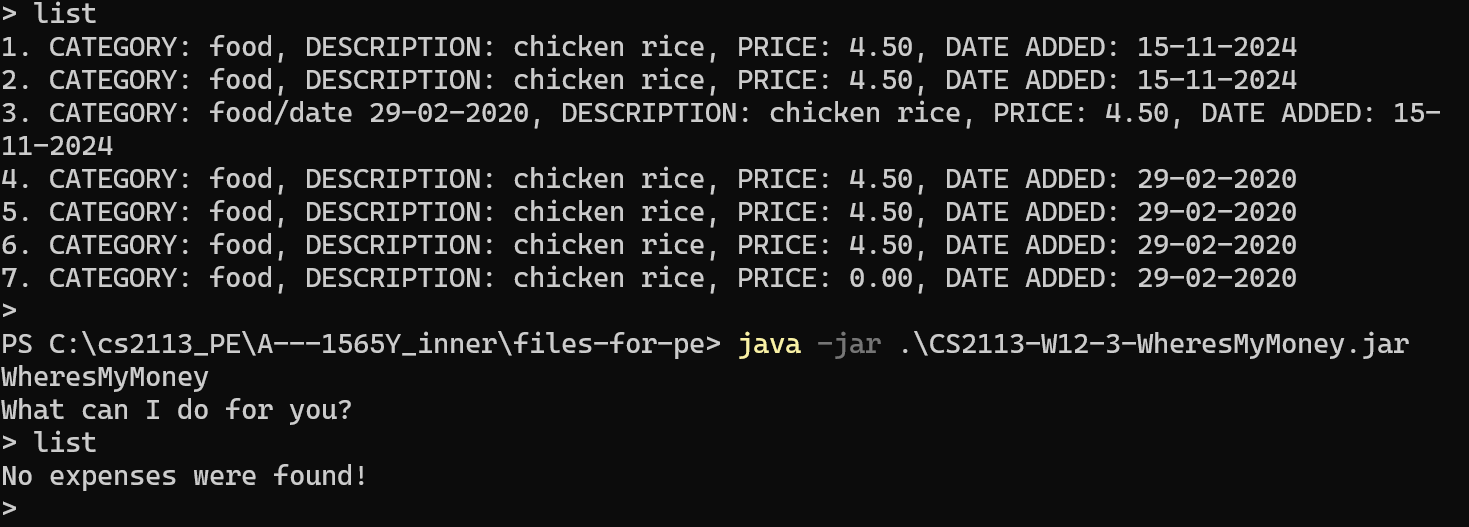 > list
1. CATEGORY: food, DESCRIPTION: chicken rice, PRICE: 4.50, DATE ADDED: 15-11-2024
2. CATEGORY: food, DESCRIPTION: chicken rice, PRICE: 4.50, DATE ADDED: 15-11-2024
3. CATEGORY: food/date 29-02-2020, DESCRIPTION: chicken rice, PRICE: 4.50, DATE ADDED: 15-
11-2024
4. CATEGORY: food, DESCRIPTION: chicken rice, PRICE: 4.50, DATE ADDED: 29-02-2020
5. CATEGORY: food, DESCRIPTION: chicken rice, PRICE: 4.50, DATE ADDED: 29-02-2020
6. CATEGORY: food, DESCRIPTION: chicken rice, PRICE: 4.50, DATE ADDED: 29-02-2020
7. CATEGORY: food, DESCRIPTION: chicken rice, PRICE: 0.00, DATE ADDED: 29-02-2020
>
PS C:\cs2113_PE\A---1565Y_inner\files-for-pe> java -jar .\CS2113-W12-3-WheresMyMoney.jar
WheresMyMoney
What can I do for you?
> list
No expenses were found!
>